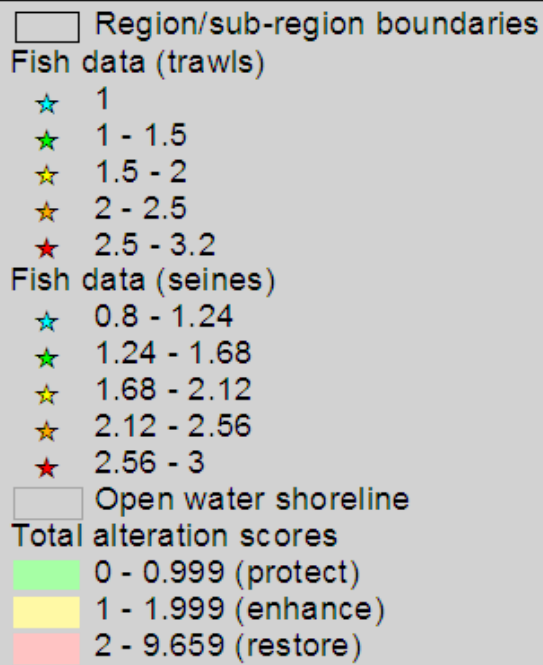 Region/sub-region boundaries
Fish data (trawls)
1
1 - 1.5
1.5 - 2
2 - 2.5
2.5 - 3.2
Fish data (seines)
0.8 - 1.24
1.24 - 1.68
1.68 - 2.12
2.12 - 2.56
2.56 - 3
Open water shoreline
Total alteration scores
0 - 0.999 (protect)
1 - 1.999 (enhance)
2 - 9.659 (restore)